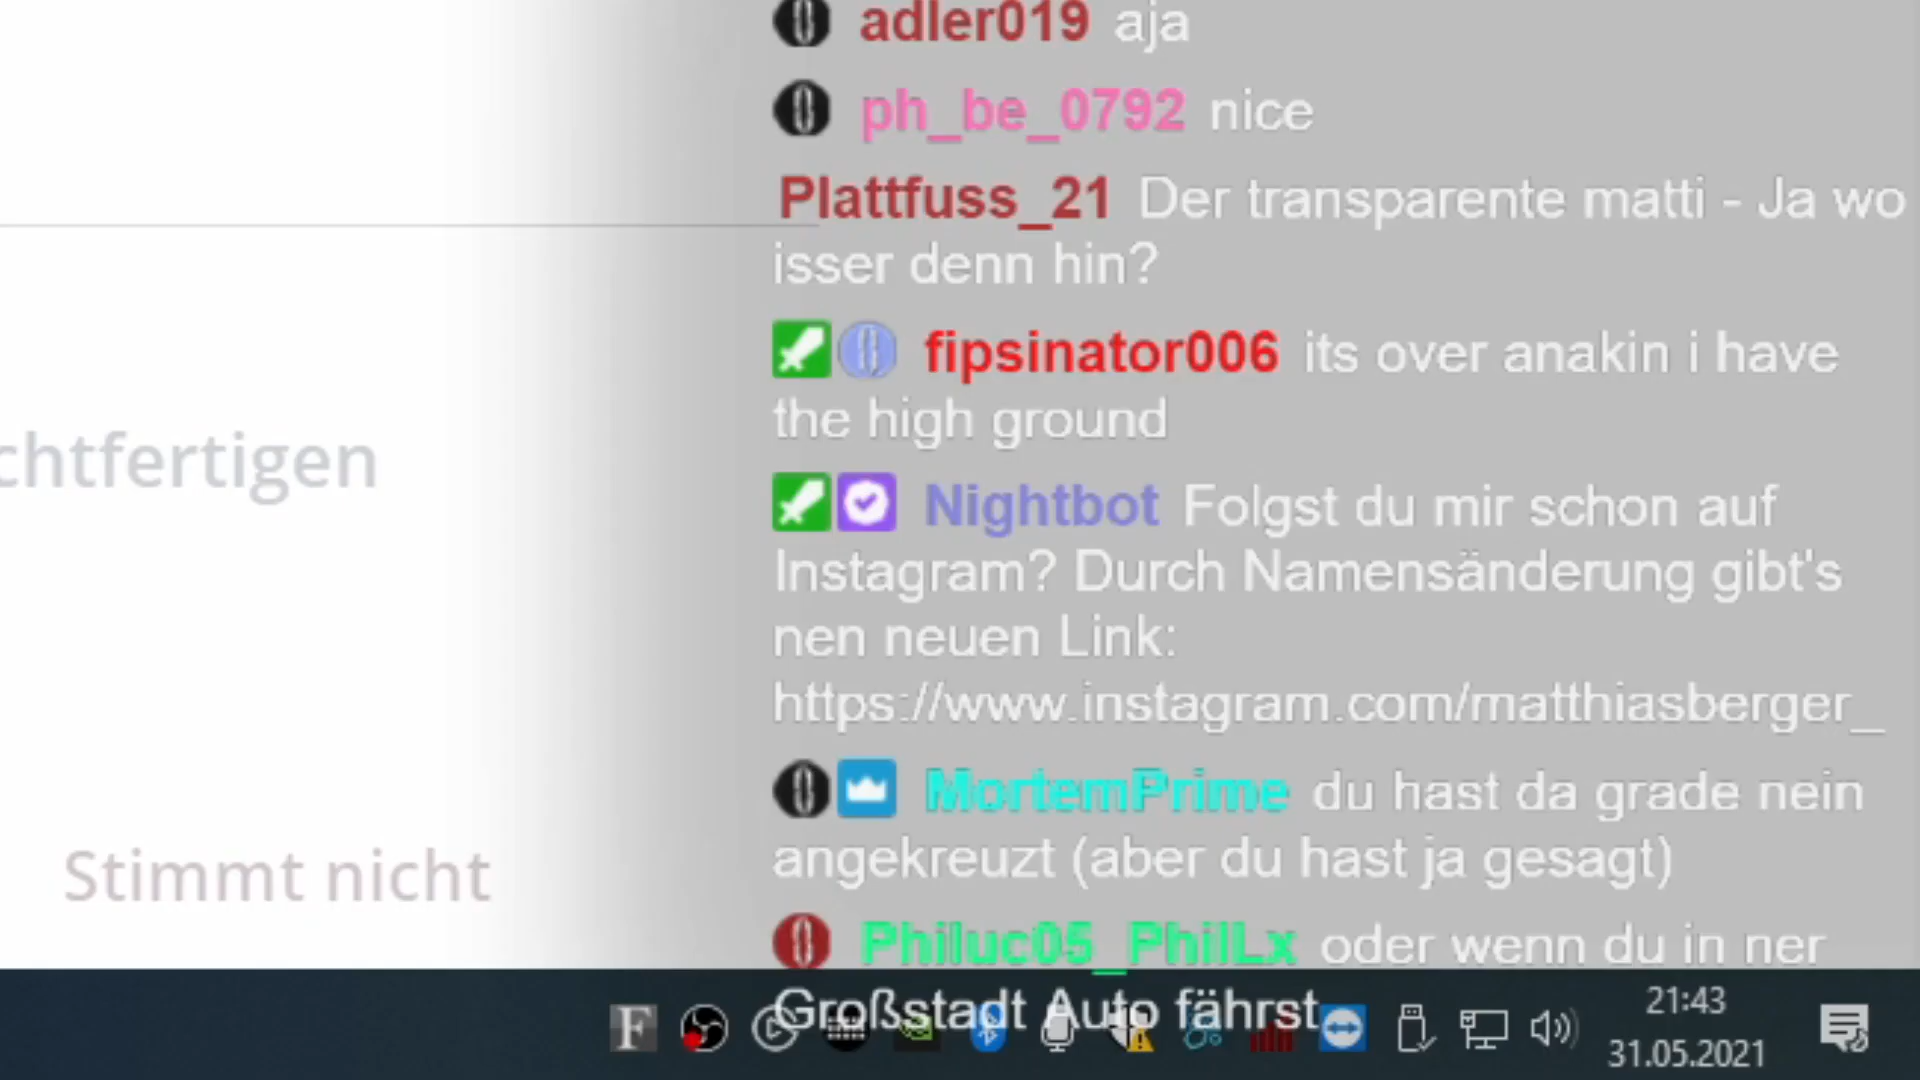 adler019 aja
ph_be_0792 nice
Plattfuss_21 Der transparente matti - Ja wo
isser denn hin?
fipsinator006 its over anakin i have
the high ground
chtfertigen
Nightbot Folgst du mir schon auf
Instagram? Durch Namensänderung gibt's
nen neuen Link:
https://www.instagram.com/matthiasberger_
MortemPrime du hast da grade nein
angekreuzt (aber du hast ja gesagt)
Stimmt nicht
Philuc05_PhilLx oder wenn du in ner
Großstadt Auto fährst
F
21:43
31.05.2021